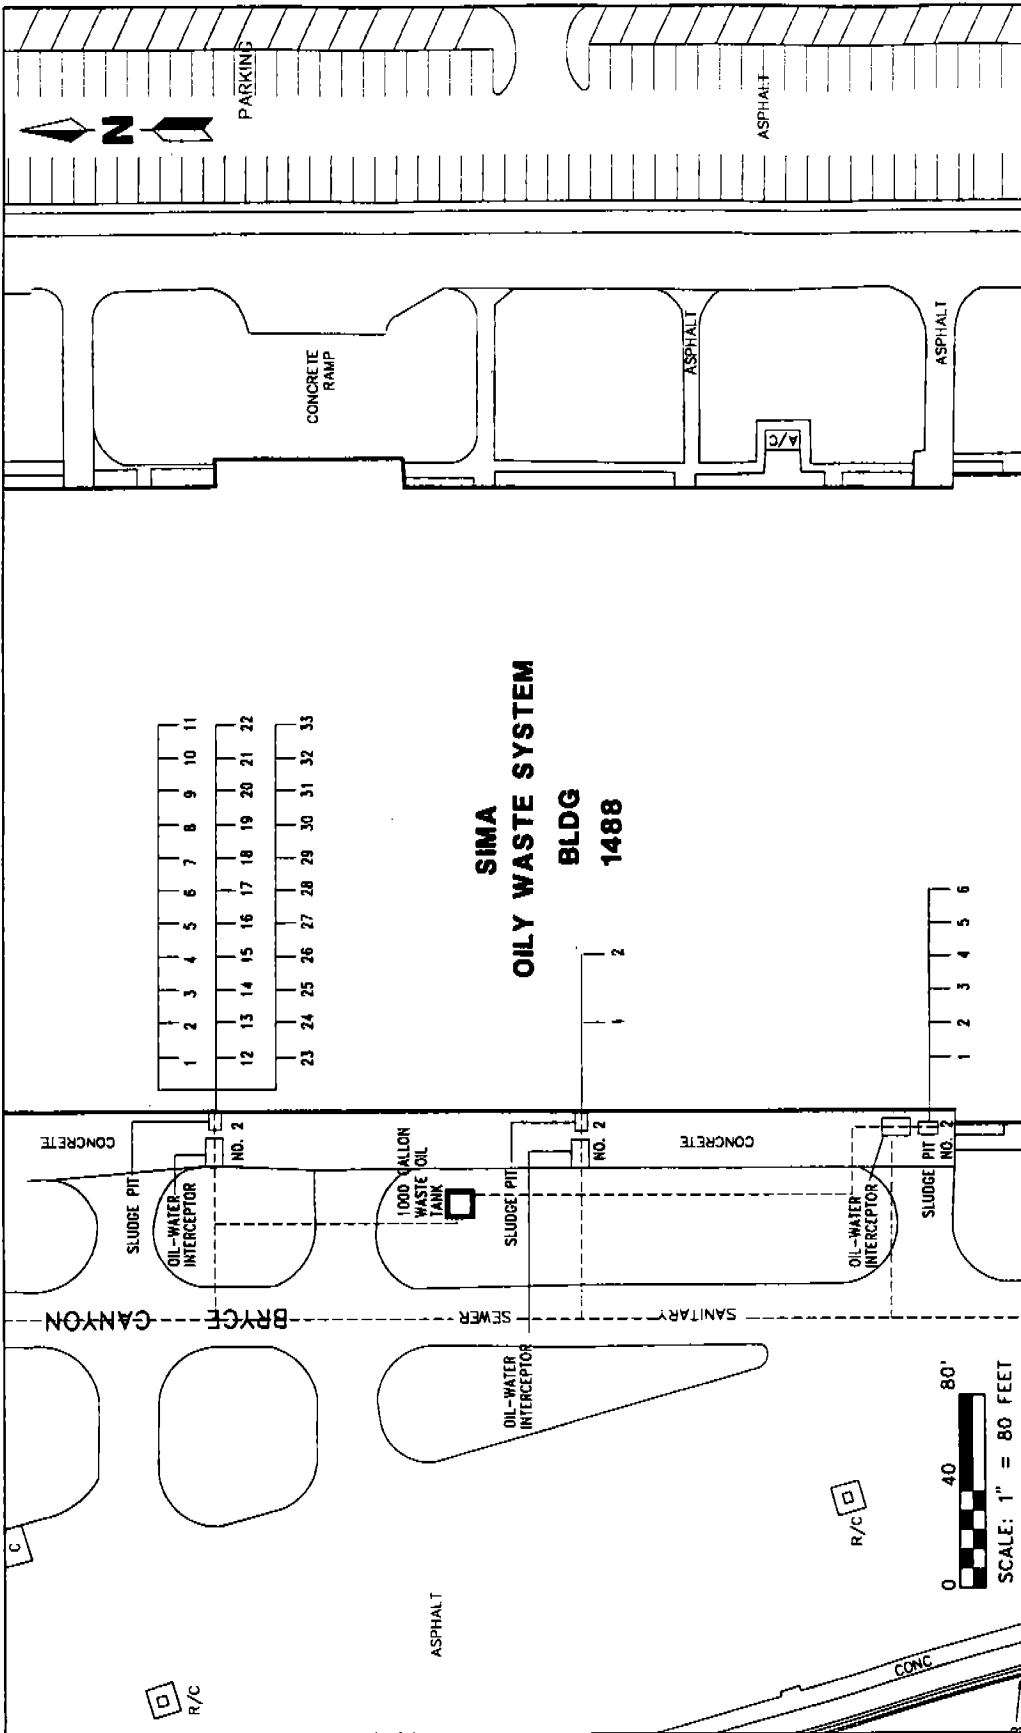 PARKING
ASPHALT
N
CONCRETE
RAMP
ASPHALT
ASPHALT
A/C
SIMA
OILY WASTE SYSTEM
BLDG
1488
1 2 3 4 5 6 7 8 9 10 11
12 13 14 15 16 17 18 19 20 21 22
23 24 25 26 27 28 29 30 31 32 33
1 2
1 2 3 4 5 6
CONCRETE
NO. 2
SLUDGE PIT
OIL-WATER
INTERCEPTOR
1000 GALLON
WASTE OIL
TANK
SLUDGE PIT
NO. 2
CONCRETE
OIL-WATER
INTERCEPTOR
SLUDGE PIT
NO. 2
BRYCE CANYON
SANITARY SEWER
OIL-WATER
INTERCEPTOR
C
R/C
ASPHALT
R/C
CONC
0 40 80'
SCALE: 1" = 80 FEET